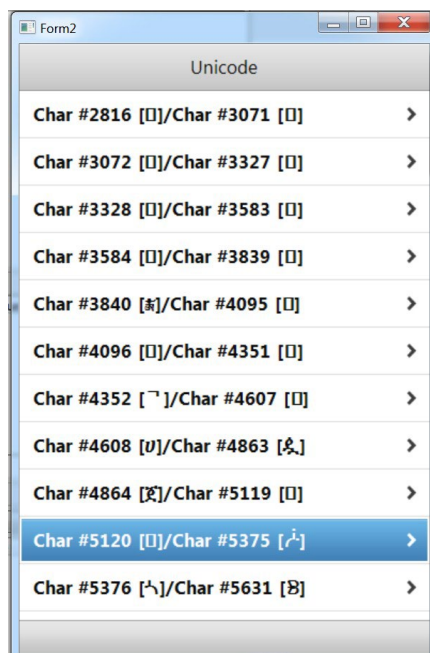 Form2
Unicode
Char #2816 [▯]/Char #3071 [▯]
Char #3072 [▯]/Char #3327 [▯]
Char #3328 [▯]/Char #3583 [▯]
Char #3584 [▯]/Char #3839 [▯]
Char #3840 [ༀ]/Char #4095 [▯]
Char #4096 [▯]/Char #4351 [▯]
Char #4352 [ᄀ]/Char #4607 [▯]
Char #4608 [ሀ]/Char #4863 [ዿ]
Char #4864 [ጀ]/Char #5119 [▯]
Char #5120 [▯]/Char #5375 [ᓿ]
Char #5376 [ᔀ]/Char #5631 [ᗿ]